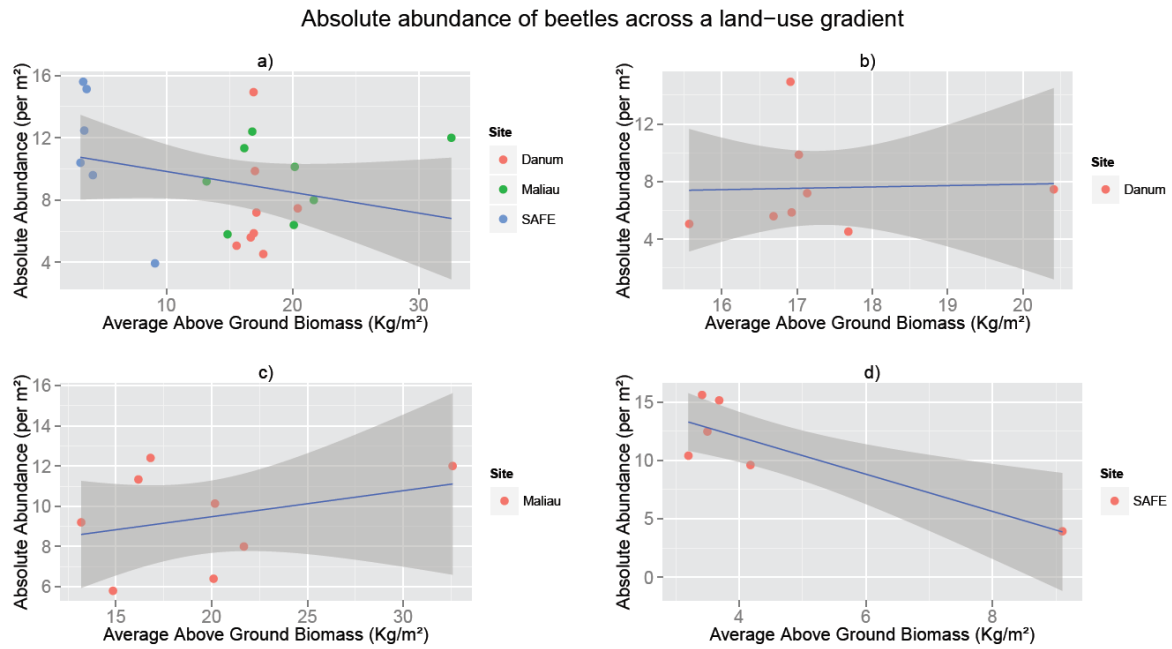 Absolute abundance of beetles across a land−use gradient
a)
Absolute Abundance (per m²)
16
12
8
4
10
20
30
Average Above Ground Biomass (Kg/m²)
Site
Danum
Maliau
SAFE
b)
Absolute Abundance (per m²)
12
8
4
16
17
18
19
20
Average Above Ground Biomass (Kg/m²)
Site
Danum
c)
Absolute Abundance (per m²)
16
14
12
10
8
6
15
20
25
30
Average Above Ground Biomass (Kg/m²)
Site
Maliau
d)
Absolute Abundance (per m²)
15
10
5
0
4
6
8
Average Above Ground Biomass (Kg/m²)
Site
SAFE